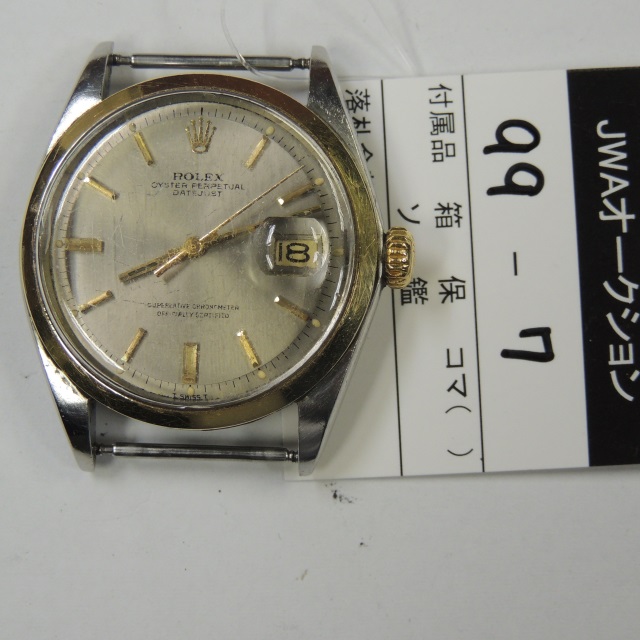 ROLEX
OYSTER PERPETUAL
DATEJUST
18
SUPERLATIVE CHRONOMETER
OFFICIALLY CERTIFIED
T SWISS T
JWAオークション
99-7
付属品 箱 保 コマ( )
ソ 鑑
落札